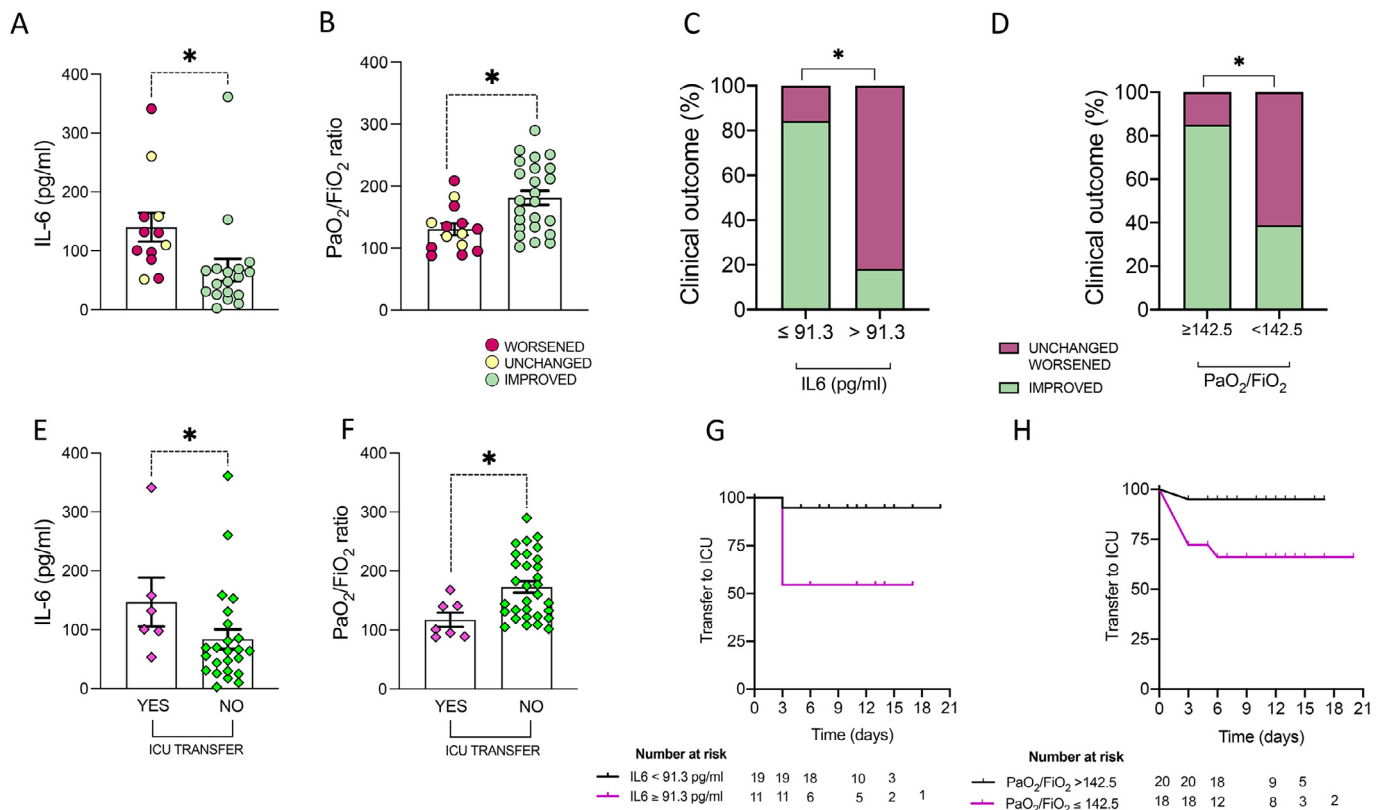 A
B
C
D
*
*
*
*
IL-6 (pg/ml)
400
300
200
100
0
PaO2/FiO2 ratio
400
300
200
100
0
WORSENED
UNCHANGED
IMPROVED
Clinical outcome (%)
100
80
60
40
20
0
≤ 91.3 > 91.3
IL6 (pg/ml)
Clinical outcome (%)
100
80
60
40
20
0
≥142.5 <142.5
PaO2/FiO2
UNCHANGED
WORSENED
IMPROVED
E
F
G
H
*
*
IL-6 (pg/ml)
400
300
200
100
0
YES NO
ICU TRANSFER
PaO2/FiO2 ratio
400
300
200
100
0
YES NO
ICU TRANSFER
Transfer to ICU
100
75
50
25
0
0 3 6 9 12 15 18 21
Time (days)
Number at risk
IL6 < 91.3 pg/ml 19 19 18 10 3
IL6 ≥ 91.3 pg/ml 11 11 6 5 2 1
Transfer to ICU
100
75
50
25
0
0 3 6 9 12 15 18 21
Time (days)
Number at risk
PaO2/FiO2 >142.5 20 20 18 9 5
PaO2/FiO2 ≤ 142.5 18 18 12 8 3 2